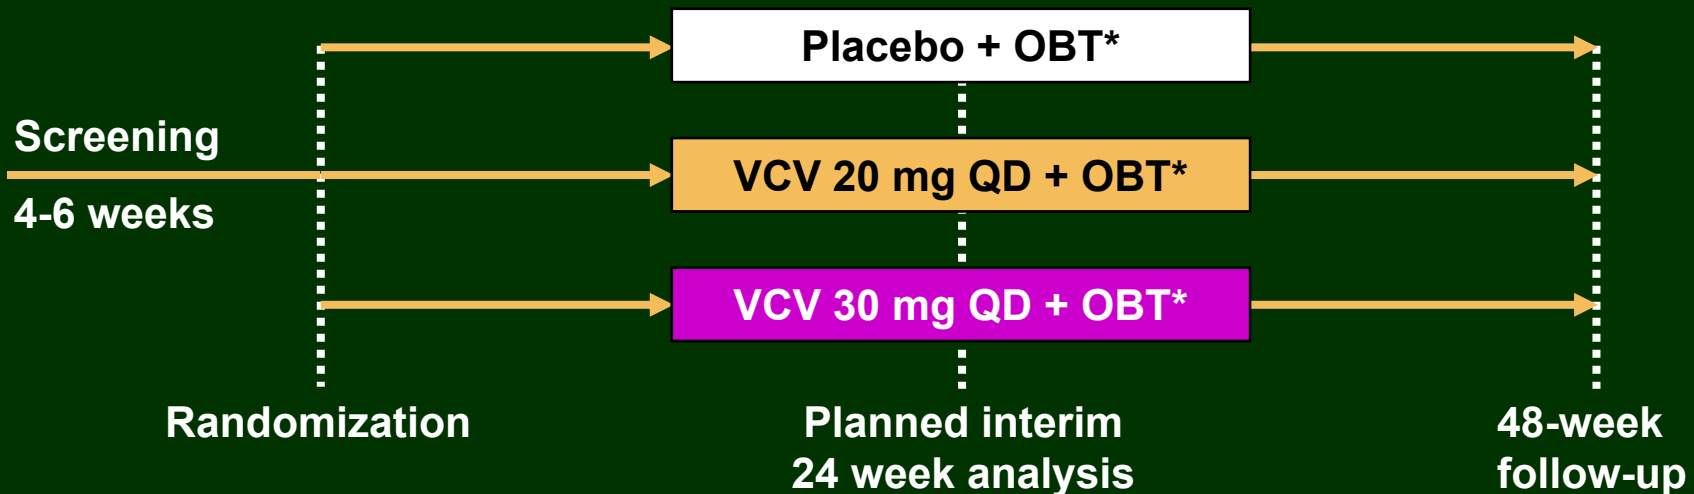 Placebo + OBT*
Screening
4-6 weeks
VCV 20 mg QD + OBT*
VCV 30 mg QD + OBT*
Randomization
Planned interim
24 week analysis
48-week
follow-up